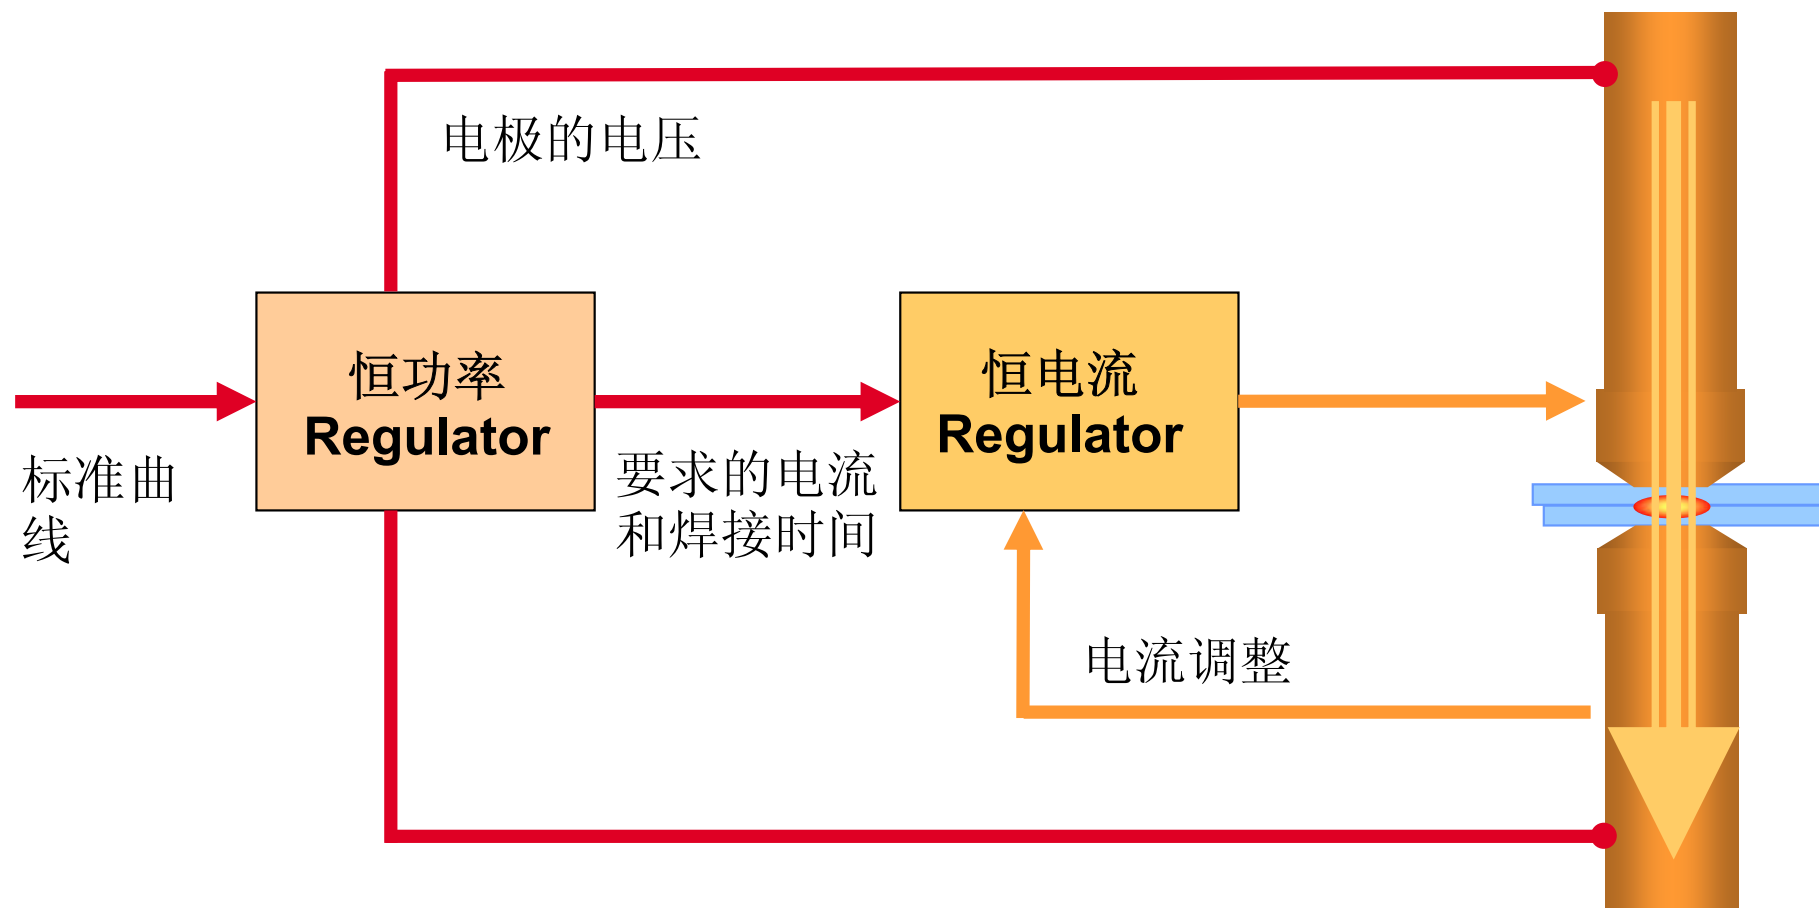 电极的电压
恒功率
Regulator
恒电流
Regulator
标准曲
线
要求的电流
和焊接时间
电流调整